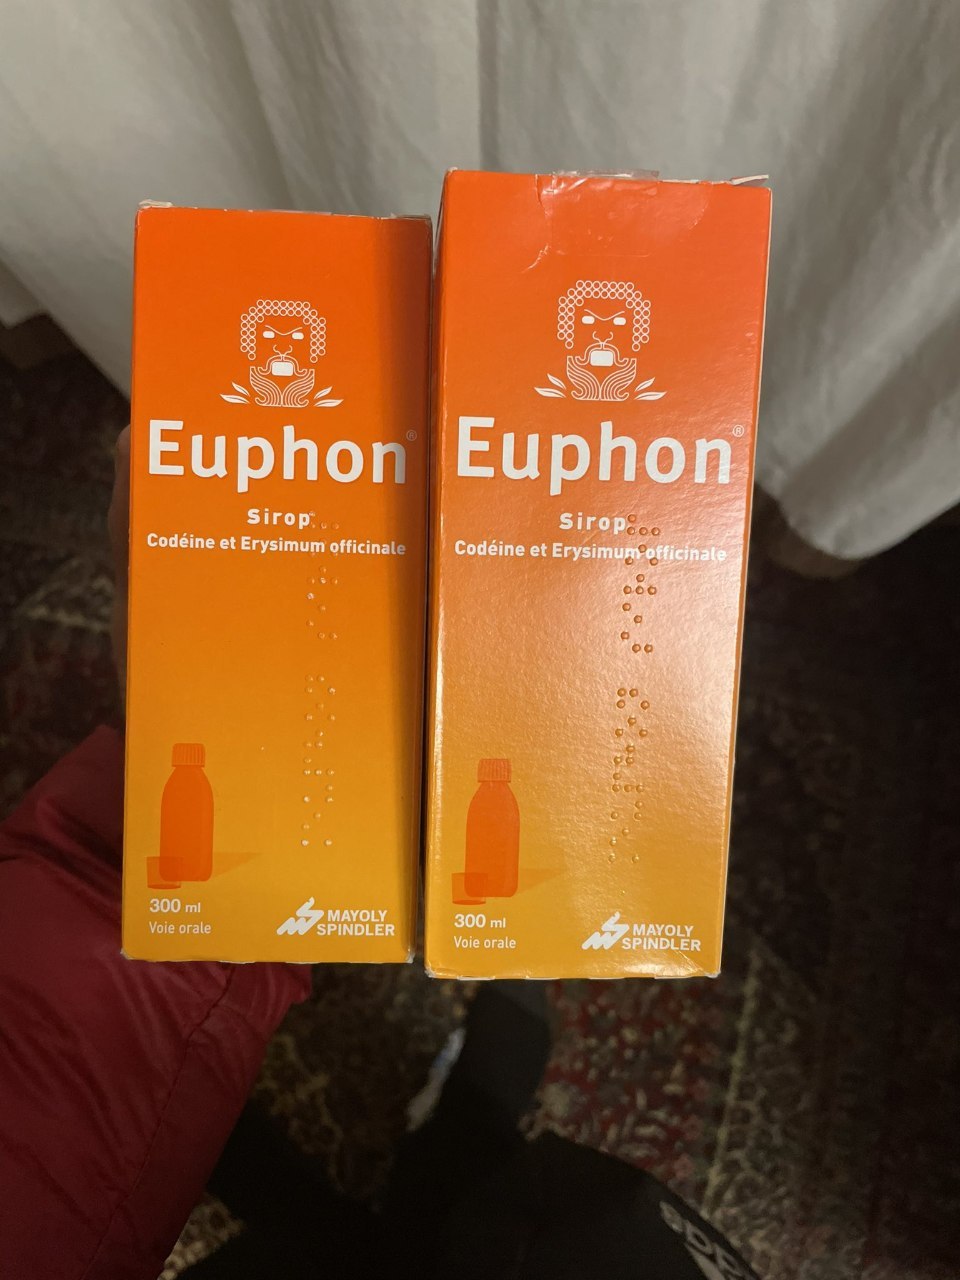 Euphon®
Sirop
Codéine et Erysimum officinale
300 ml
Voie orale
MAYOLY
SPINDLER
Euphon®
Sirop
Codéine et Erysimum officinale
300 ml
Voie orale
MAYOLY
SPINDLER